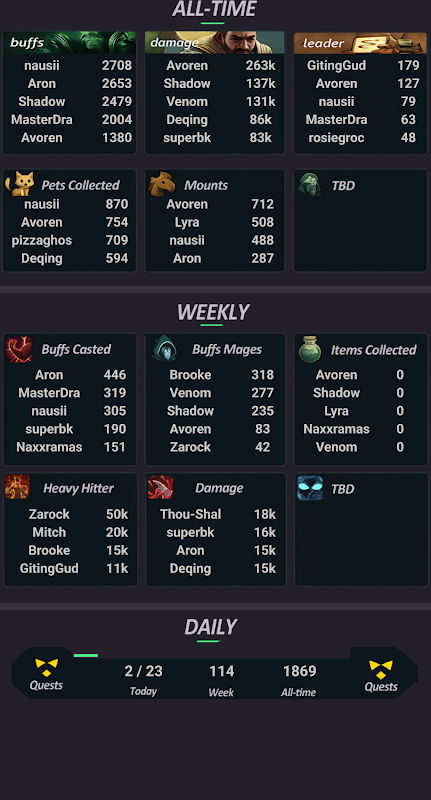 ALL-TIME
buffs
nausii 2708
Aron 2653
Shadow 2479
MasterDra 2004
Avoren 1380
damage
Avoren 263k
Shadow 137k
Venom 131k
Deqing 86k
superbk 83k
leader
GitingGud 179
Avoren 127
nausii 79
MasterDra 63
rosiegroc 48
Pets Collected
nausii 870
Avoren 754
pizzaghos 709
Deqing 594
Mounts
Avoren 712
Lyra 508
nausii 488
Aron 287
TBD
WEEKLY
Buffs Casted
Aron 446
MasterDra 319
nausii 305
superbk 190
Naxxramas 151
Buffs Mages
Brooke 318
Venom 277
Shadow 235
Avoren 83
Zarock 42
Items Collected
Avoren 0
Shadow 0
Lyra 0
Naxxramas 0
Venom 0
Heavy Hitter
Zarock 50k
Mitch 20k
Brooke 15k
GitingGud 11k
Damage
Thou-Shal 18k
superbk 16k
Aron 15k
Deqing 15k
TBD
DAILY
Quests
2 / 23
Today
114
Week
1869
All-time
Quests